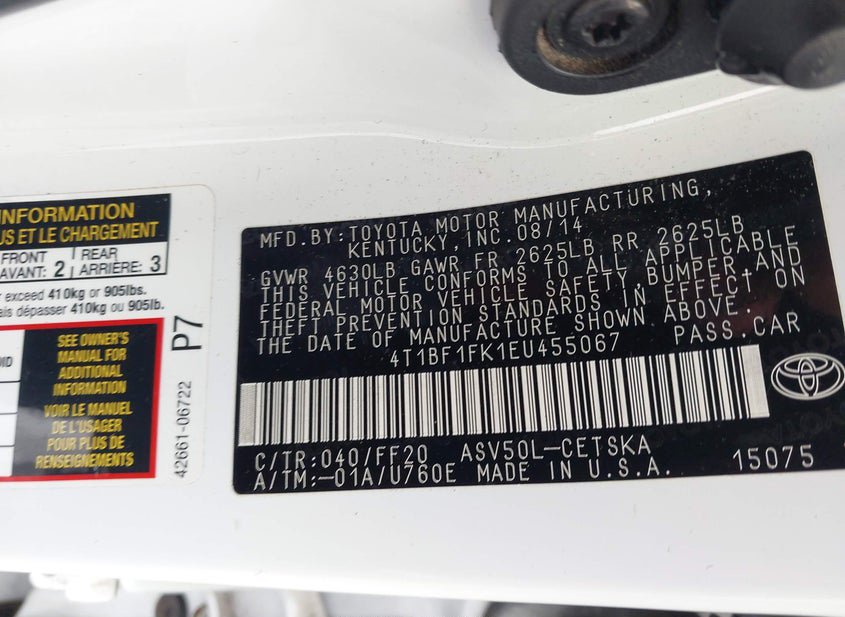 INFORMATION
US ET LE CHARGEMENT
FRONT
AVANT: 2
REAR
ARRIÈRE: 3
r exceed 410kg or 905lbs.
ais dépasser 410kg ou 905lb.
OID
SEE OWNER'S
MANUAL FOR
ADDITIONAL
INFORMATION
VOIR LE MANUEL
DE L'USAGER
POUR PLUS DE
RENSEIGNEMENTS
P7
42661-06722
MFD.BY:TOYOTA MOTOR MANUFACTURING,
KENTUCKY,INC.08/14
GVWR 4630LB GAWR FR 2625LB RR 2625LB
THIS VEHICLE CONFORMS TO ALL APPLICABLE
FEDERAL MOTOR VEHICLE SAFETY,BUMPER,AND
THEFT PREVENTION STANDARDS IN EFFECT ON
THE DATE OF MANUFACTURE SHOWN ABOVE.
4T1BF1FK1EU455067 PASS.CAR
C/TR:040/FF20 ASV50L-CETSKA
A/TM:-01A/U760E MADE IN U.S.A. 15075